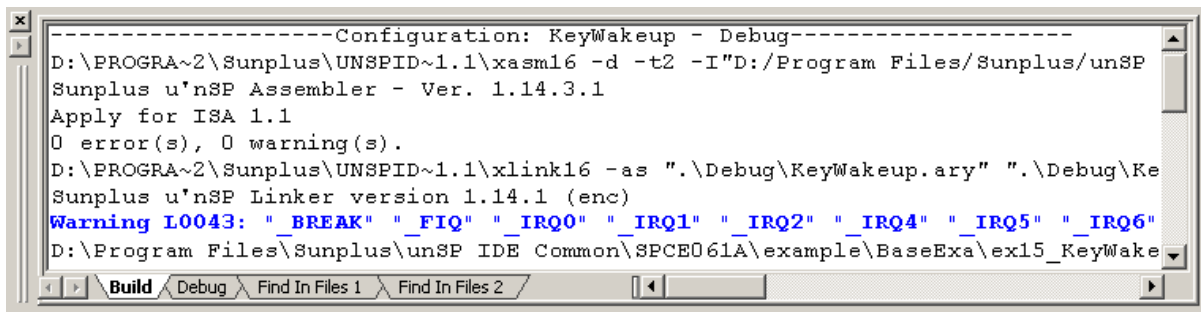 --------------------Configuration: KeyWakeup - Debug--------------------
D:\PROGRA~2\Sunplus\UNSPID~1.1\xasm16 -d -t2 -I"D:/Program Files/Sunplus/unSP
Sunplus u'nSP Assembler - Ver. 1.14.3.1
Apply for ISA 1.1
0 error(s), 0 warning(s).
D:\PROGRA~2\Sunplus\UNSPID~1.1\xlink16 -as ".\Debug\KeyWakeup.ary" ".\Debug\Ke
Sunplus u'nSP Linker version 1.14.1 (enc)
Warning L0043: "_BREAK" "_FIQ" "_IRQ0" "_IRQ1" "_IRQ2" "_IRQ4" "_IRQ5" "_IRQ6"
D:\Program Files\Sunplus\unSP IDE Common\SPCE061A\example\BaseExa\ex15_KeyWake
Build Debug Find In Files 1 Find In Files 2